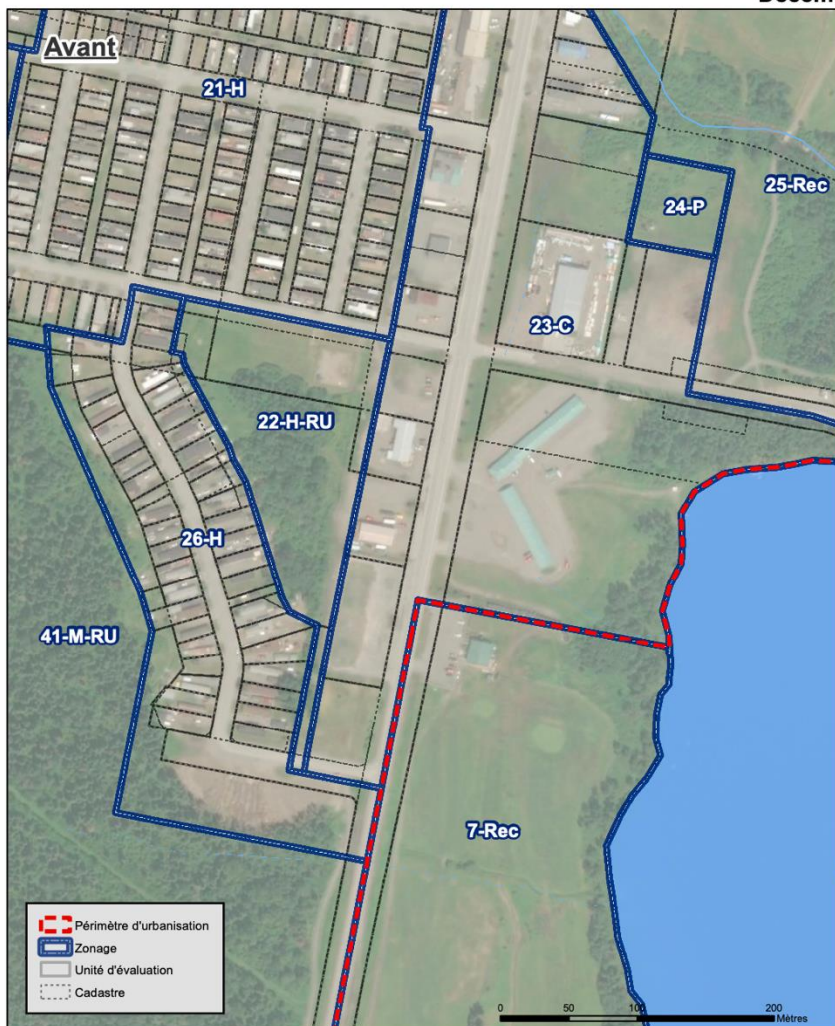 Avant
21-H
25-Rec
24-P
23-C
22-H-RU
26-H
41-M-RU
7-Rec
Périmètre d'urbanisation
Zonage
Unité d'évaluation
Cadastre
0 50 100 200
Mètres